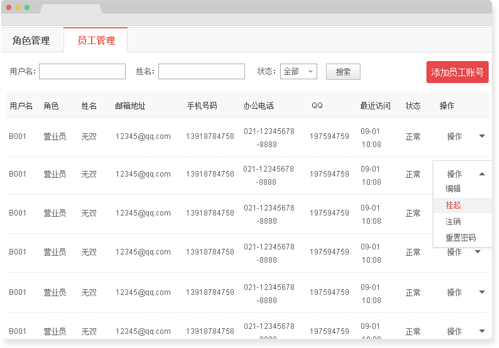 角色管理 员工管理
用户名: 姓名: 状态: 全部 搜索 添加员工账号
用户名 角色 姓名 邮箱地址 手机号码 办公电话 QQ 最近访问 状态 操作
B001 营业员 无双 12345@qq.com 13918784758 021-12345678 197594759 09-01 正常 操作
-8888 10:08
B001 营业员 无双 12345@qq.com 13918784758 021-12345678 197594759 09-01 正常 操作
-8888 10:08
编辑
挂起
B001 营业员 无双 12345@qq.com 13918784758 021-12345678 197594759 09-01 正常
-8888 10:08
注销
重置密码
B001 营业员 无双 12345@qq.com 13918784758 021-12345678 197594759 09-01 正常 操作
-8888 10:08
B001 营业员 无双 12345@qq.com 13918784758 021-12345678 197594759 09-01 正常 操作
-8888 10:08
B001 营业员 无双 12345@qq.com 13918784758 021-12345678 197594759 09-01 正常 操作
-8888 10:08